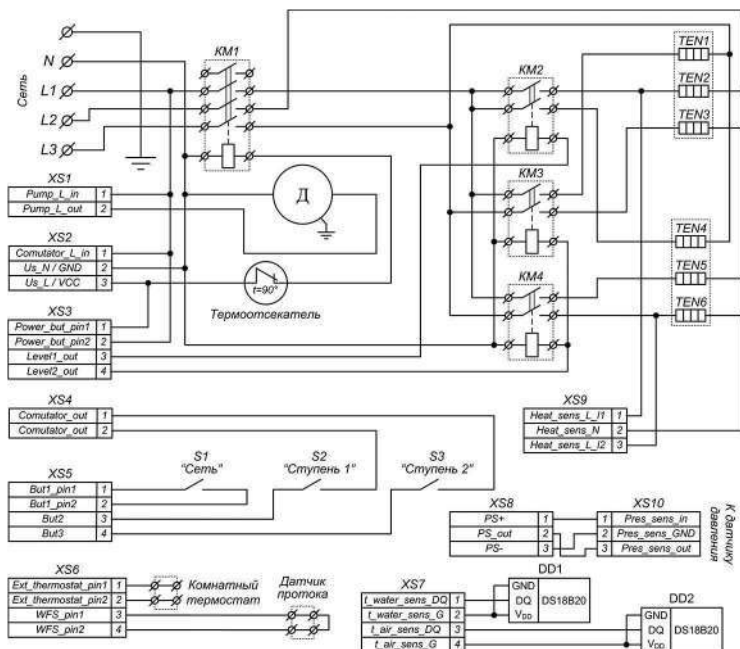 Сеть
N
L1
L2
L3
КМ1
КМ2
КМ3
КМ4
TEN1
TEN2
TEN3
TEN4
TEN5
TEN6
Д
t=90°
Термоотсекатель
XS1
Pump_L_in 1
Pump_L_out 2
XS2
Comutator_L_in 1
Us_N / GND 2
Us_L / VCC 3
XS3
Power_but_pin1 1
Power_but_pin2 2
Level1_out 3
Level2_out 4
XS4
Comutator_out 1
Comutator_out 2
XS9
Heat_sens_L_l1 1
Heat_sens_N 2
Heat_sens_L_l2 3
S1
"Сеть"
S2
"Ступень 1"
S3
"Ступень 2"
XS5
But1_pin1 1
But1_pin2 2
But2 3
But3 4
XS8
PS+ 1
PS_out 2
PS- 3
XS10
1 Pres_sens_in
2 Pres_sens_GND
3 Pres_sens_out
К датчику
давления
XS6
Ext_thermostat_pin1 1
Ext_thermostat_pin2 2
WFS_pin1 3
WFS_pin2 4
Комнатный
термостат
Датчик
протока
XS7
t_water_sens_DQ 1
t_water_sens_G 2
t_air_sens_DQ 3
t_air_sens_G 4
DD1
GND
DQ DS18B20
VDD
DD2
GND
DQ DS18B20
VDD